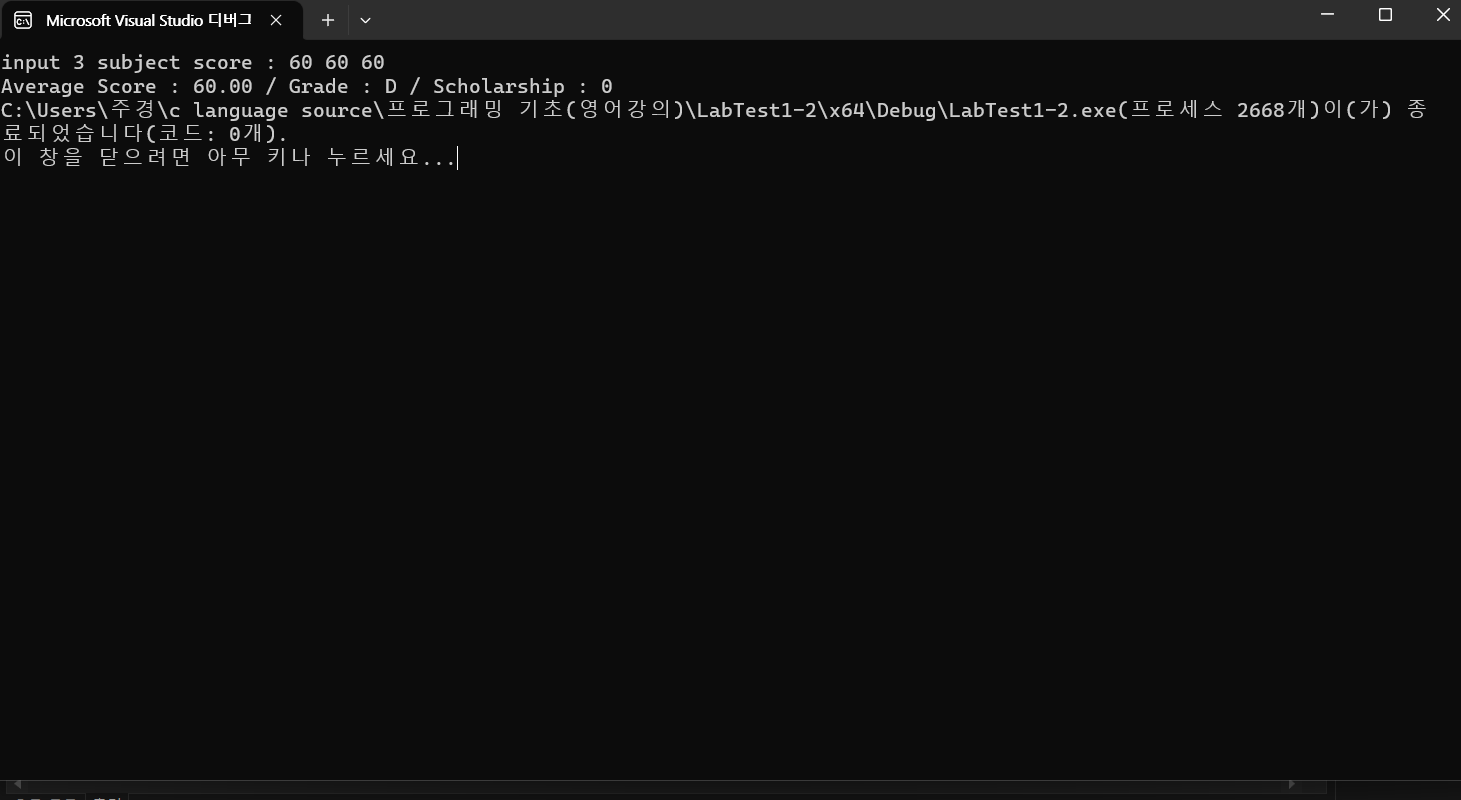 Microsoft Visual Studio 디버그
input 3 subject score : 60 60 60
Average Score : 60.00 / Grade : D / Scholarship : 0
C:\Users\주경\c language source\프로그래밍 기초(영어강의)\LabTest1-2\x64\Debug\LabTest1-2.exe(프로세스 2668개)이(가) 종
료되었습니다(코드: 0개).
이 창을 닫으려면 아무 키나 누르세요...